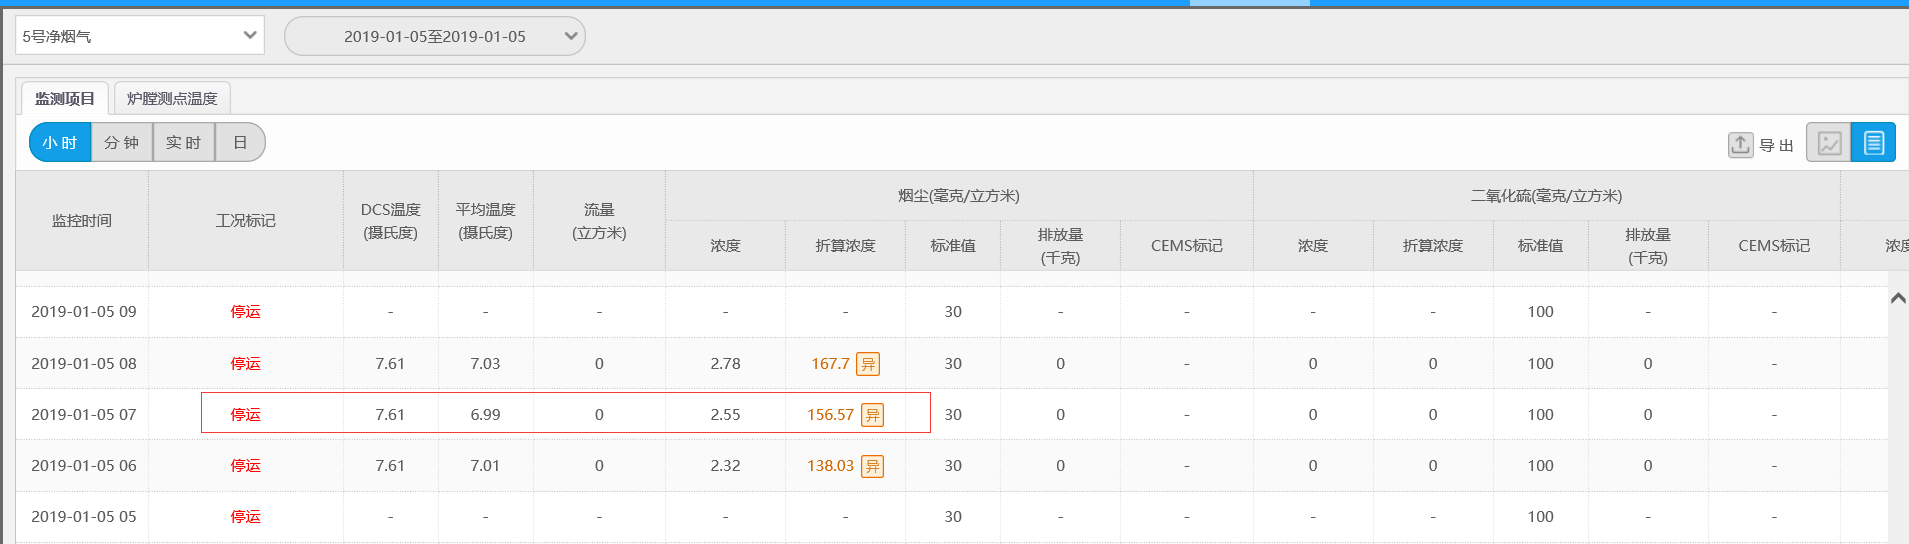 5号净烟气 2019-01-05至2019-01-05
监测项目 炉膛测点温度
小时 分钟 实时 日 导出
监控时间 工况标记 DCS温度(摄氏度) 平均温度(摄氏度) 流量(立方米) 烟尘(毫克/立方米) 二氧化硫(毫克/立方米)
浓度 折算浓度 标准值 排放量(千克) CEMS标记 浓度 折算浓度 标准值 排放量(千克) CEMS标记 浓度
2019-01-05 09 停运 - - - - - 30 - - - - 100 - -
2019-01-05 08 停运 7.61 7.03 0 2.78 167.7 异 30 0 - 0 0 100 0 -
2019-01-05 07 停运 7.61 6.99 0 2.55 156.57 异 30 0 - 0 0 100 0 -
2019-01-05 06 停运 7.61 7.01 0 2.32 138.03 异 30 0 - 0 0 100 0 -
2019-01-05 05 停运 - - - - - 30 - - - - 100 - -